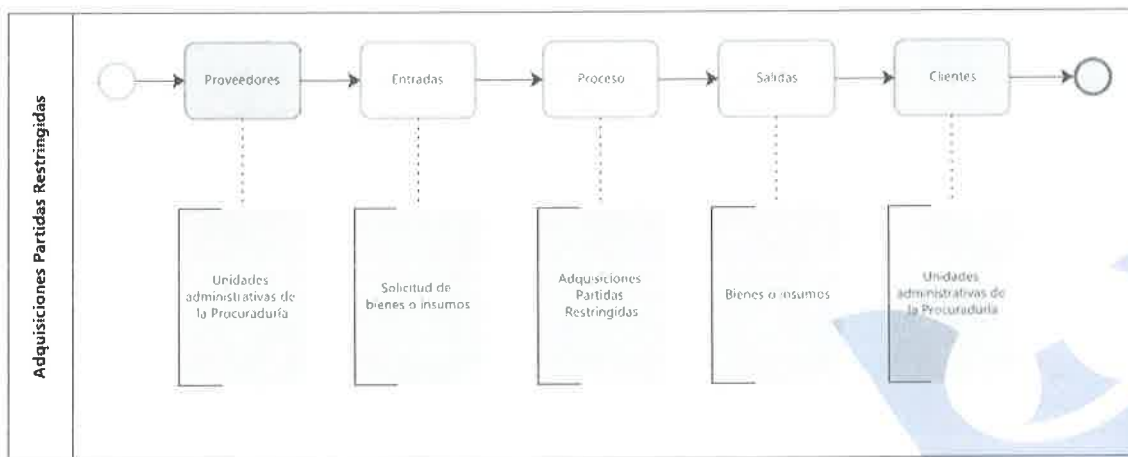 Adquisiciones Partidas Restringidas
Proveedores
Entradas
Proceso
Salidas
Clientes
Unidades
administrativas de
la Procuraduría
Solicitud de
bienes o insumos
Adquisiciones
Partidas
Restringidas
Bienes o insumos
Unidades
administrativas de
la Procuraduría